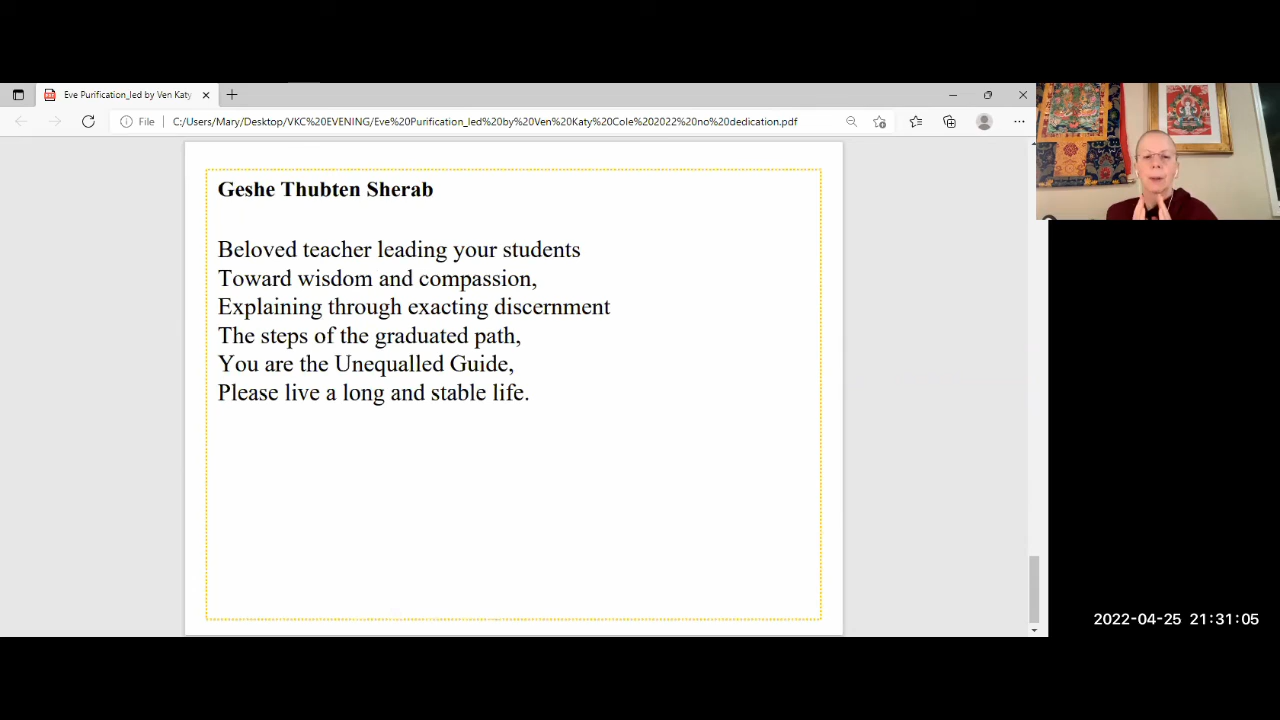 Eve Purification_led by Ven Katy
File
C:/Users/Mary/Desktop/VKC%20EVENING/Eve%20Purification_led%20by%20Ven%20Katy%20Cole%202022%20no%20dedication.pdf
Geshe Thubten Sherab
Beloved teacher leading your students
Toward wisdom and compassion,
Explaining through exacting discernment
The steps of the graduated path,
You are the Unequalled Guide,
Please live a long and stable life.
2022-04-25 21:31:05